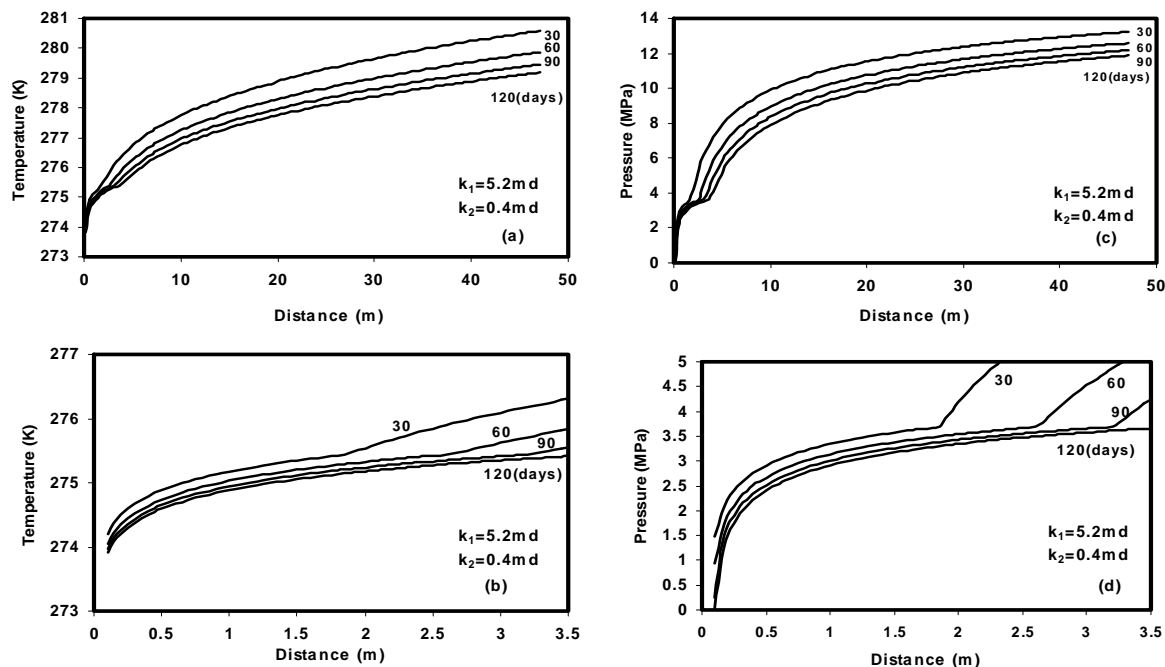 281
280
279
278
277
276
275
274
273
Temperature (K)
30
60
90
120(days)
k1=5.2md
k2=0.4md
(a)
0 10 20 30 40 50
Distance (m)
14
12
10
8
6
4
2
0
Pressure (MPa)
30
60
90
120(days)
k1=5.2md
k2=0.4md
(c)
0 10 20 30 40 50
Distance (m)
277
276
275
274
273
Temperature (K)
30
60
90
120(days)
k1=5.2md
k2=0.4md
(b)
0 0.5 1 1.5 2 2.5 3 3.5
Distance (m)
5
4.5
4
3.5
3
2.5
2
1.5
1
0.5
0
Pressure (MPa)
30
60
90
120(days)
k1=5.2md
k2=0.4md
(d)
0 0.5 1 1.5 2 2.5 3 3.5
Distance (m)